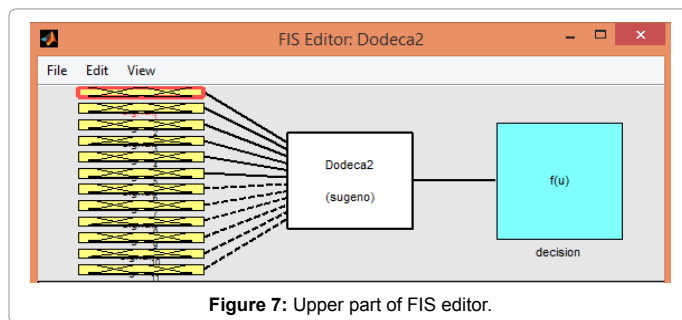 FIS Editor: Dodeca2
File Edit View
Dodeca2
(sugeno)
f(u)
decision
Figure 7: Upper part of FIS editor.